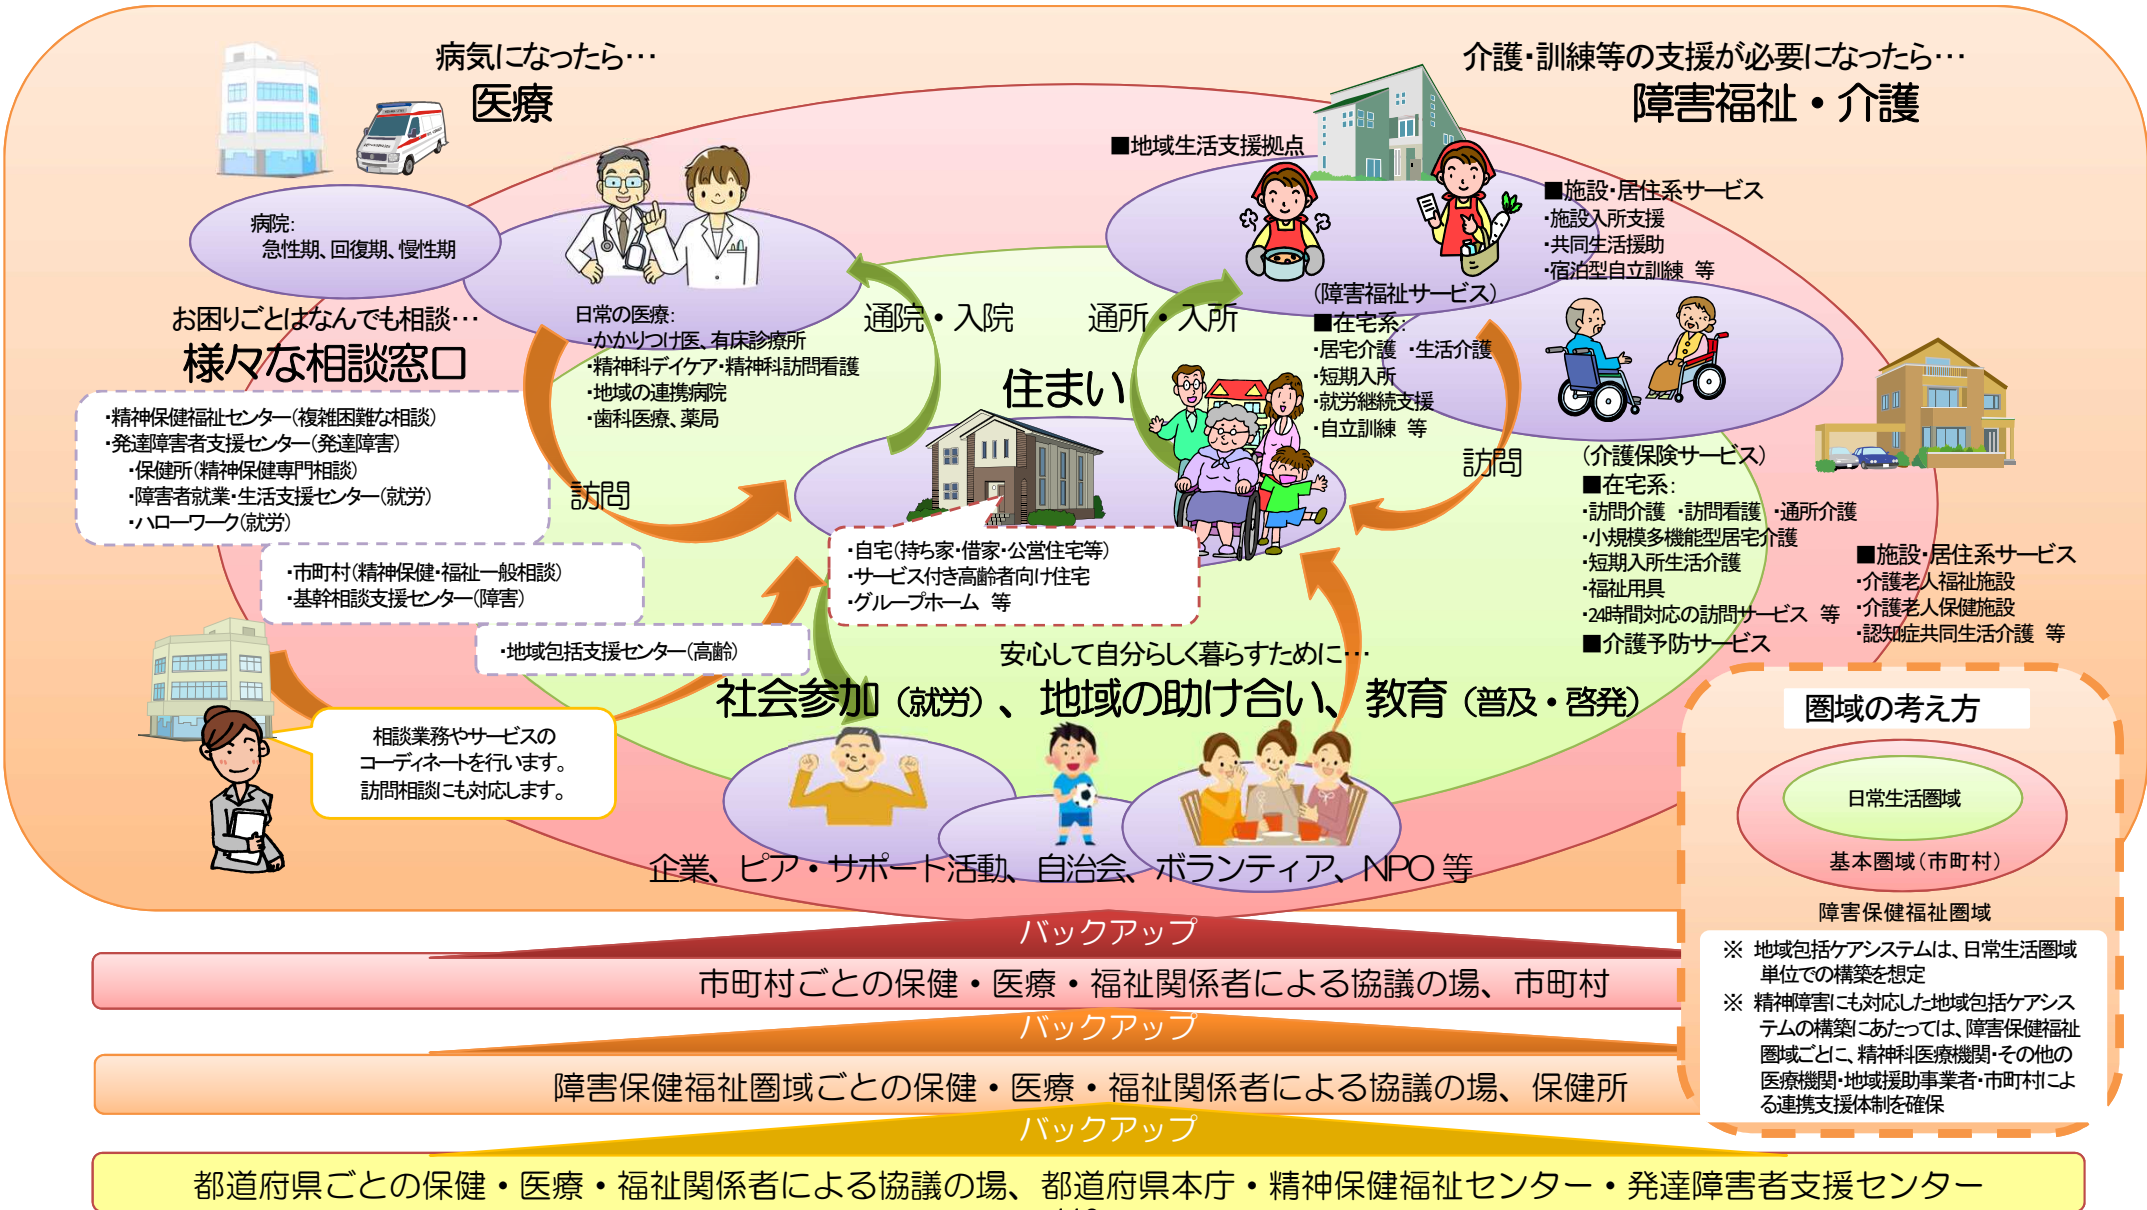 病気になったら…
医療
病院:
急性期、回復期、慢性期
日常の医療:
・かかりつけ医、有床診療所
・精神科デイケア・精神科訪問看護
・地域の連携病院
・歯科医療、薬局
通院・入院
訪問
介護・訓練等の支援が必要になったら…
障害福祉・介護
■地域生活支援拠点
■施設・居住系サービス
・施設入所支援
・共同生活援助
・宿泊型自立訓練 等
(障害福祉サービス)
■在宅系:
・居宅介護 ・生活介護
・短期入所
・就労継続支援
・自立訓練 等
通所・入所
訪問
(介護保険サービス)
■在宅系:
・訪問介護 ・訪問看護 ・通所介護
・小規模多機能型居宅介護
・短期入所生活介護
・福祉用具
・24時間対応の訪問サービス 等
■介護予防サービス
■施設・居住系サービス
・介護老人福祉施設
・介護老人保健施設
・認知症共同生活介護 等
お困りごとはなんでも相談…
様々な相談窓口
・精神保健福祉センター(複雑困難な相談)
・発達障害者支援センター(発達障害)
・保健所(精神保健専門相談)
・障害者就業・生活支援センター(就労)
・ハローワーク(就労)
・市町村(精神保健・福祉一般相談)
・基幹相談支援センター(障害)
・地域包括支援センター(高齢)
相談業務やサービスの
コーディネートを行います。
訪問相談にも対応します。
住まい
・自宅(持ち家・借家・公営住宅等)
・サービス付き高齢者向け住宅
・グループホーム 等
安心して自分らしく暮らすために…
社会参加(就労)、地域の助け合い、教育(普及・啓発)
企業、ピア・サポート活動、自治会、ボランティア、NPO 等
圏域の考え方
日常生活圏域
基本圏域(市町村)
障害保健福祉圏域
※ 地域包括ケアシステムは、日常生活圏域
単位での構築を想定
※ 精神障害にも対応した地域包括ケアシス
テムの構築にあたっては、障害保健福祉
圏域ごとに、精神科医療機関・その他の
医療機関・地域援助事業者・市町村によ
る連携支援体制を確保
バックアップ
市町村ごとの保健・医療・福祉関係者による協議の場、市町村
バックアップ
障害保健福祉圏域ごとの保健・医療・福祉関係者による協議の場、保健所
バックアップ
都道府県ごとの保健・医療・福祉関係者による協議の場、都道府県本庁・精神保健福祉センター・発達障害者支援センター